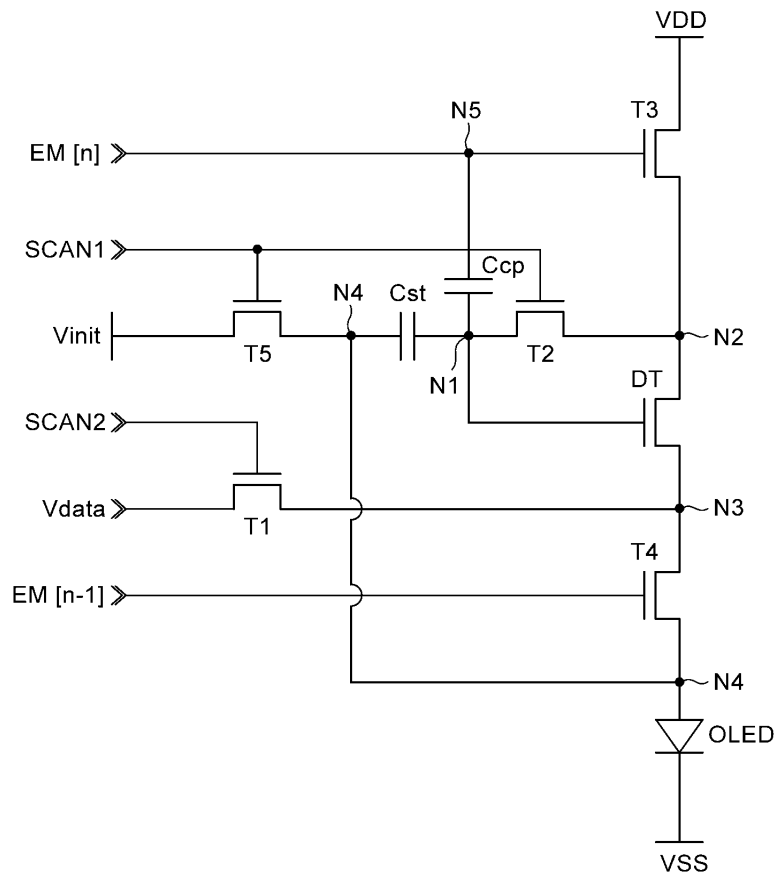 VDD
T3
N5
EM [n]
SCAN1
Ccp
N4
Cst
Vinit
T5
N1
T2
N2
DT
SCAN2
Vdata
T1
N3
T4
EM [n-1]
N4
OLED
VSS